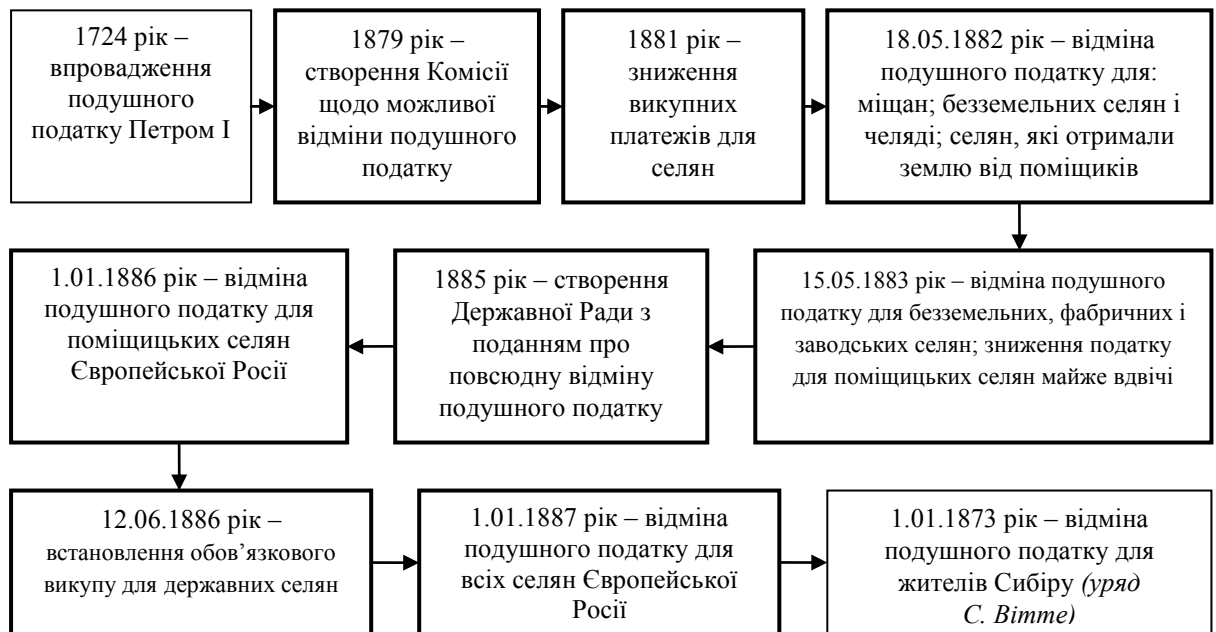 1724 рік –
впровадження
подушного
податку Петром І
1879 рік –
створення Комісії
щодо можливої
відміни подушного
податку
1881 рік –
зниження
викупних
платежів для
селян
18.05.1882 рік – відміна
подушного податку для:
міщан; безземельних селян і
челяді; селян, які отримали
землю від поміщиків
15.05.1883 рік – відміна подушного
податку для безземельних, фабричних і
заводських селян; зниження податку
для поміщицьких селян майже вдвічі
1885 рік – створення
Державної Ради з
поданням про
повсюдну відміну
подушного податку
1.01.1886 рік – відміна
подушного податку для
поміщицьких селян
Європейської Росії
12.06.1886 рік –
встановлення обов’язкового
викупу для державних селян
1.01.1887 рік – відміна
подушного податку для
всіх селян Європейської
Росії
1.01.1873 рік – відміна
подушного податку для
жителів Сибіру (уряд
С. Вітте)